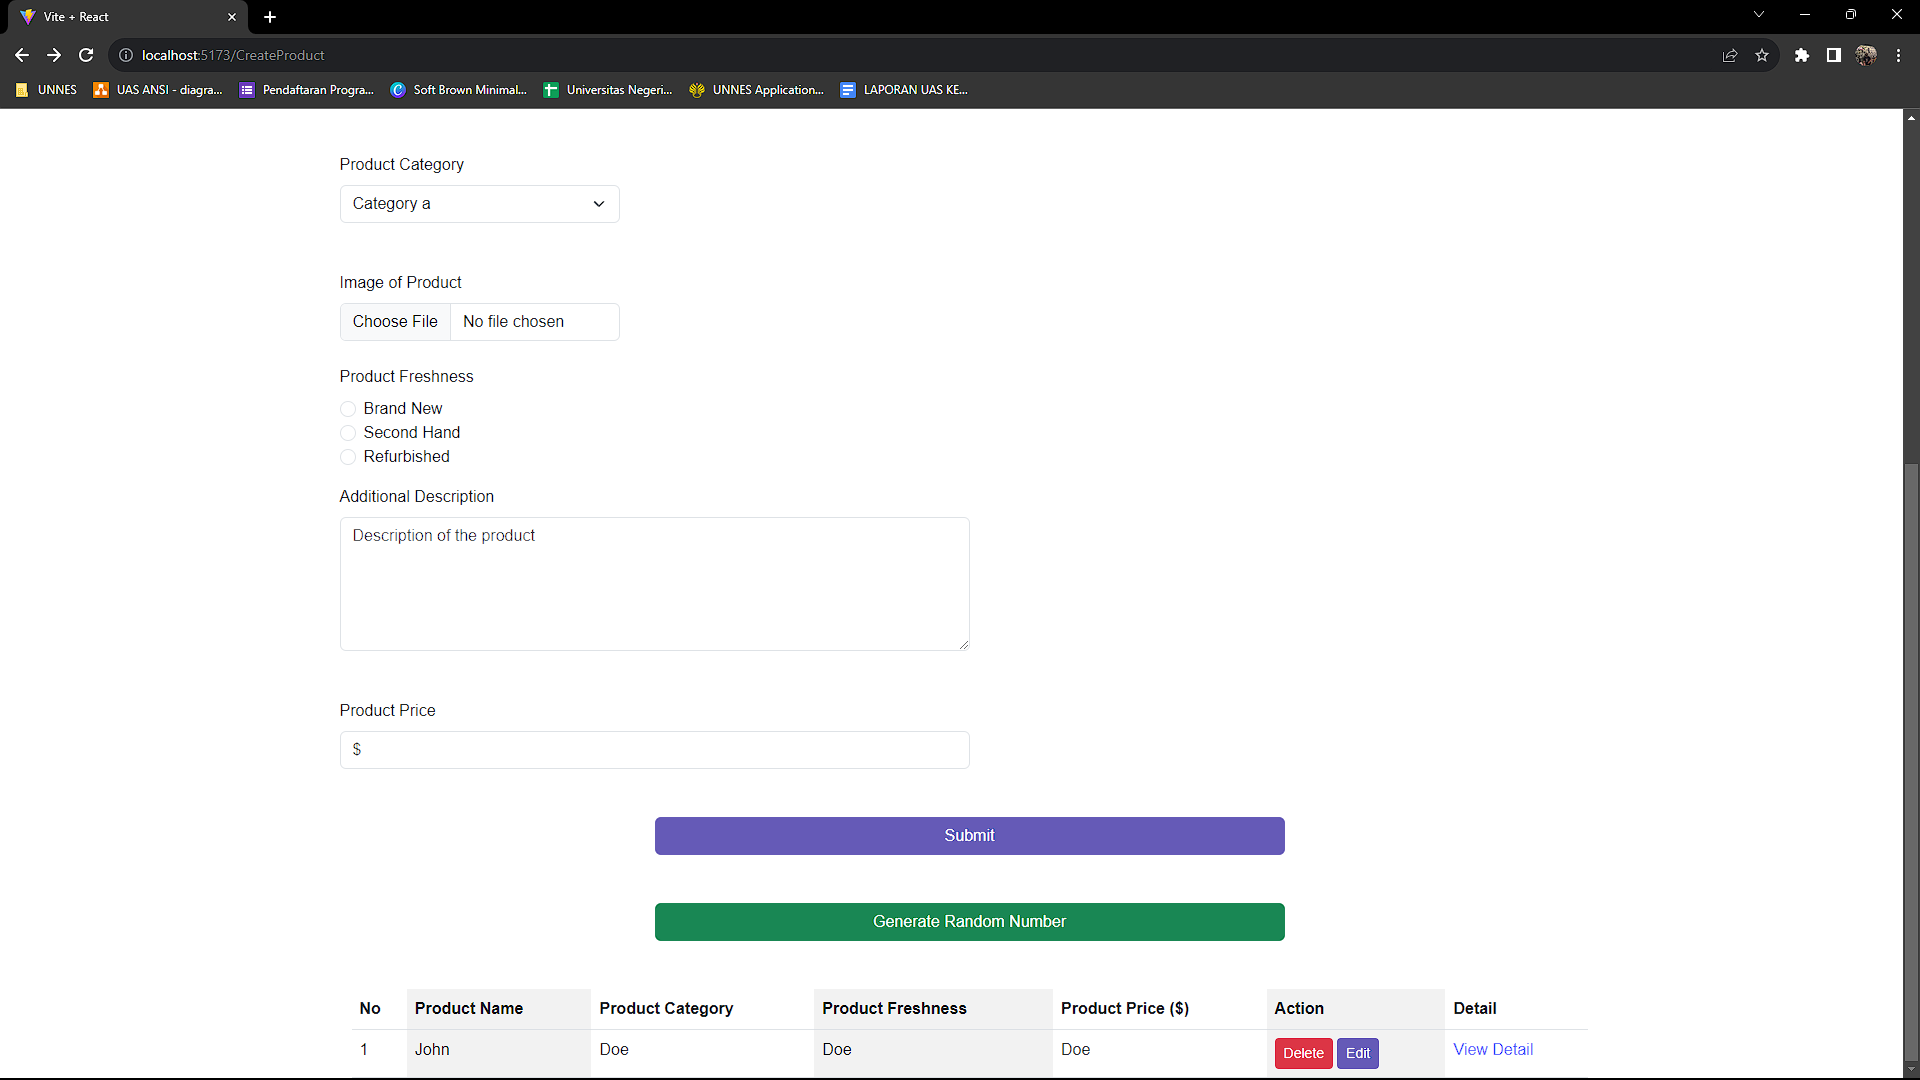 Vite + React
localhost:5173/CreateProduct
UNNES
UAS ANSI - diagra...
Pendaftaran Progra...
Soft Brown Minimal...
Universitas Negeri...
UNNES Application...
LAPORAN UAS KE...
Product Category
Category a
Image of Product
Choose File No file chosen
Product Freshness
Brand New
Second Hand
Refurbished
Additional Description
Description of the product
Product Price
$
Submit
Generate Random Number
No Product Name Product Category Product Freshness Product Price ($) Action Detail
1 John Doe Doe Doe Delete Edit View Detail